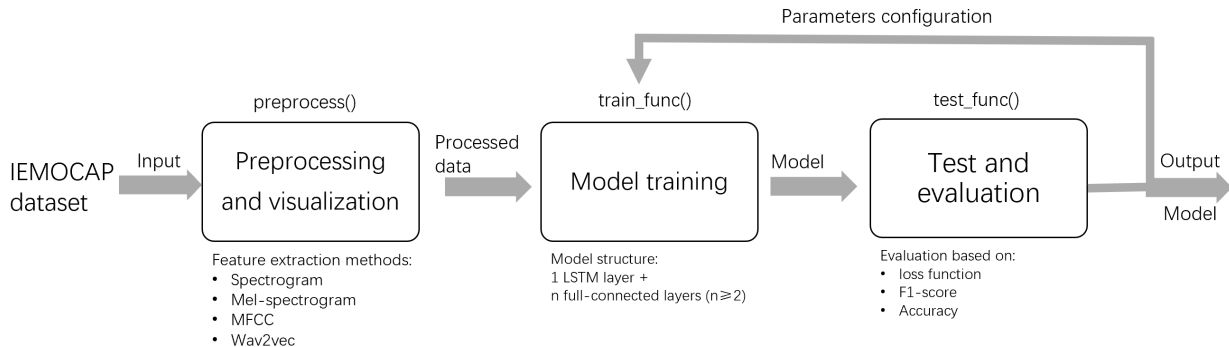 Parameters configuration
preprocess()
train_func()
test_func()
IEMOCAP
dataset
Input
Preprocessing
and visualization
Processed
data
Model training
Model
Test and
evaluation
Output
Model
Feature extraction methods:
• Spectrogram
• Mel-spectrogram
• MFCC
• Wav2vec
Model structure:
1 LSTM layer +
n full-connected layers (n≥2)
Evaluation based on:
• loss function
• F1-score
• Accuracy